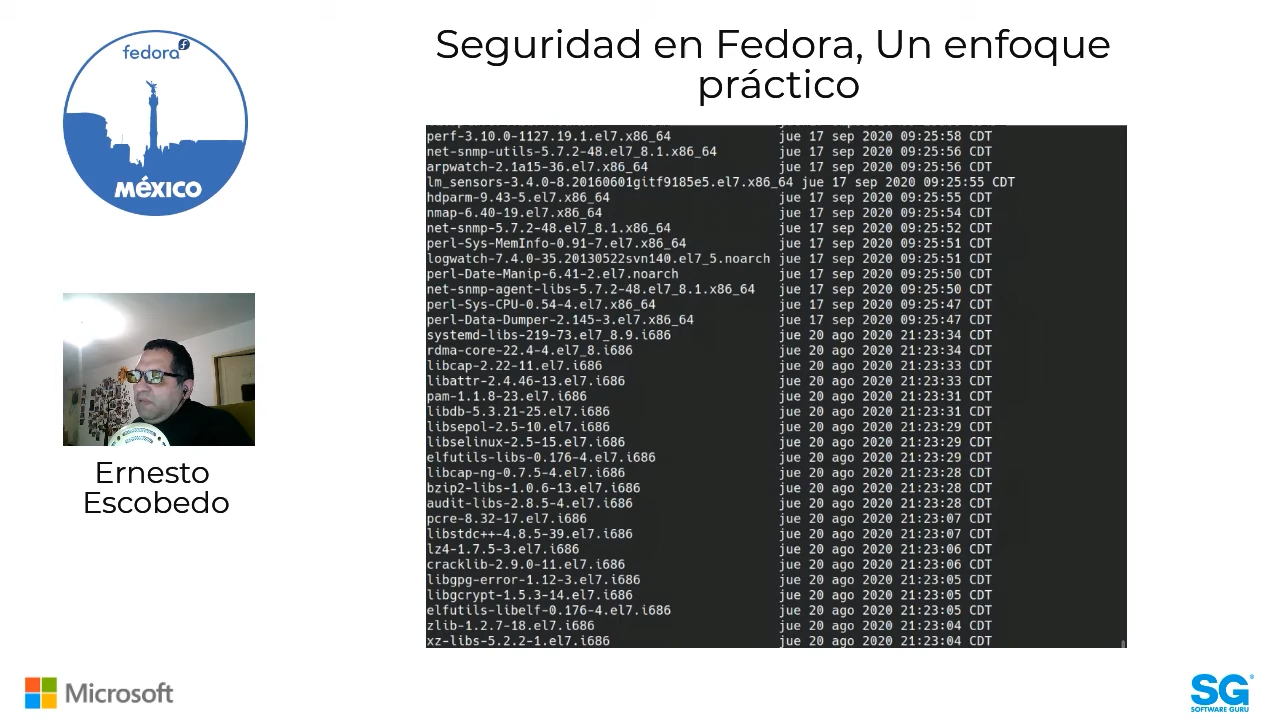 fedora
MéXICO
Seguridad en Fedora, Un enfoque
práctico
perf-3.10.0-1127.19.1.el7.x86_64 jue 17 sep 2020 09:25:58 CDT
net-snmp-utils-5.7.2-48.el7_8.1.x86_64 jue 17 sep 2020 09:25:56 CDT
arpwatch-2.1a15-36.el7.x86_64 jue 17 sep 2020 09:25:56 CDT
lm_sensors-3.4.0-8.20160601gitf9185e5.el7.x86_64 jue 17 sep 2020 09:25:55 CDT
hdparm-9.43-5.el7.x86_64 jue 17 sep 2020 09:25:55 CDT
nmap-6.40-19.el7.x86_64 jue 17 sep 2020 09:25:54 CDT
net-snmp-5.7.2-48.el7_8.1.x86_64 jue 17 sep 2020 09:25:52 CDT
perl-Sys-MemInfo-0.91-7.el7.x86_64 jue 17 sep 2020 09:25:51 CDT
logwatch-7.4.0-35.20130522svn140.el7_5.noarch jue 17 sep 2020 09:25:51 CDT
perl-Date-Manip-6.41-2.el7.noarch jue 17 sep 2020 09:25:50 CDT
net-snmp-agent-libs-5.7.2-48.el7_8.1.x86_64 jue 17 sep 2020 09:25:50 CDT
perl-Sys-CPU-0.54-4.el7.x86_64 jue 17 sep 2020 09:25:47 CDT
perl-Data-Dumper-2.145-3.el7.x86_64 jue 17 sep 2020 09:25:47 CDT
systemd-libs-219-73.el7_8.9.i686 jue 20 ago 2020 21:23:34 CDT
rdma-core-22.4-4.el7_8.i686 jue 20 ago 2020 21:23:34 CDT
libcap-2.22-11.el7.i686 jue 20 ago 2020 21:23:33 CDT
libattr-2.4.46-13.el7.i686 jue 20 ago 2020 21:23:33 CDT
pam-1.1.8-23.el7.i686 jue 20 ago 2020 21:23:31 CDT
libdb-5.3.21-25.el7.i686 jue 20 ago 2020 21:23:31 CDT
libsepol-2.5-10.el7.i686 jue 20 ago 2020 21:23:29 CDT
libselinux-2.5-15.el7.i686 jue 20 ago 2020 21:23:29 CDT
elfutils-libs-0.176-4.el7.i686 jue 20 ago 2020 21:23:29 CDT
libcap-ng-0.7.5-4.el7.i686 jue 20 ago 2020 21:23:28 CDT
bzip2-libs-1.0.6-13.el7.i686 jue 20 ago 2020 21:23:28 CDT
audit-libs-2.8.5-4.el7.i686 jue 20 ago 2020 21:23:28 CDT
pcre-8.32-17.el7.i686 jue 20 ago 2020 21:23:07 CDT
libstdc++-4.8.5-39.el7.i686 jue 20 ago 2020 21:23:07 CDT
lz4-1.7.5-3.el7.i686 jue 20 ago 2020 21:23:06 CDT
cracklib-2.9.0-11.el7.i686 jue 20 ago 2020 21:23:06 CDT
libgpg-error-1.12-3.el7.i686 jue 20 ago 2020 21:23:05 CDT
libgcrypt-1.5.3-14.el7.i686 jue 20 ago 2020 21:23:05 CDT
elfutils-libelf-0.176-4.el7.i686 jue 20 ago 2020 21:23:05 CDT
zlib-1.2.7-18.el7.i686 jue 20 ago 2020 21:23:04 CDT
xz-libs-5.2.2-1.el7.i686 jue 20 ago 2020 21:23:04 CDT
Ernesto
Escobedo
Microsoft
SG
SOFTWARE GURU